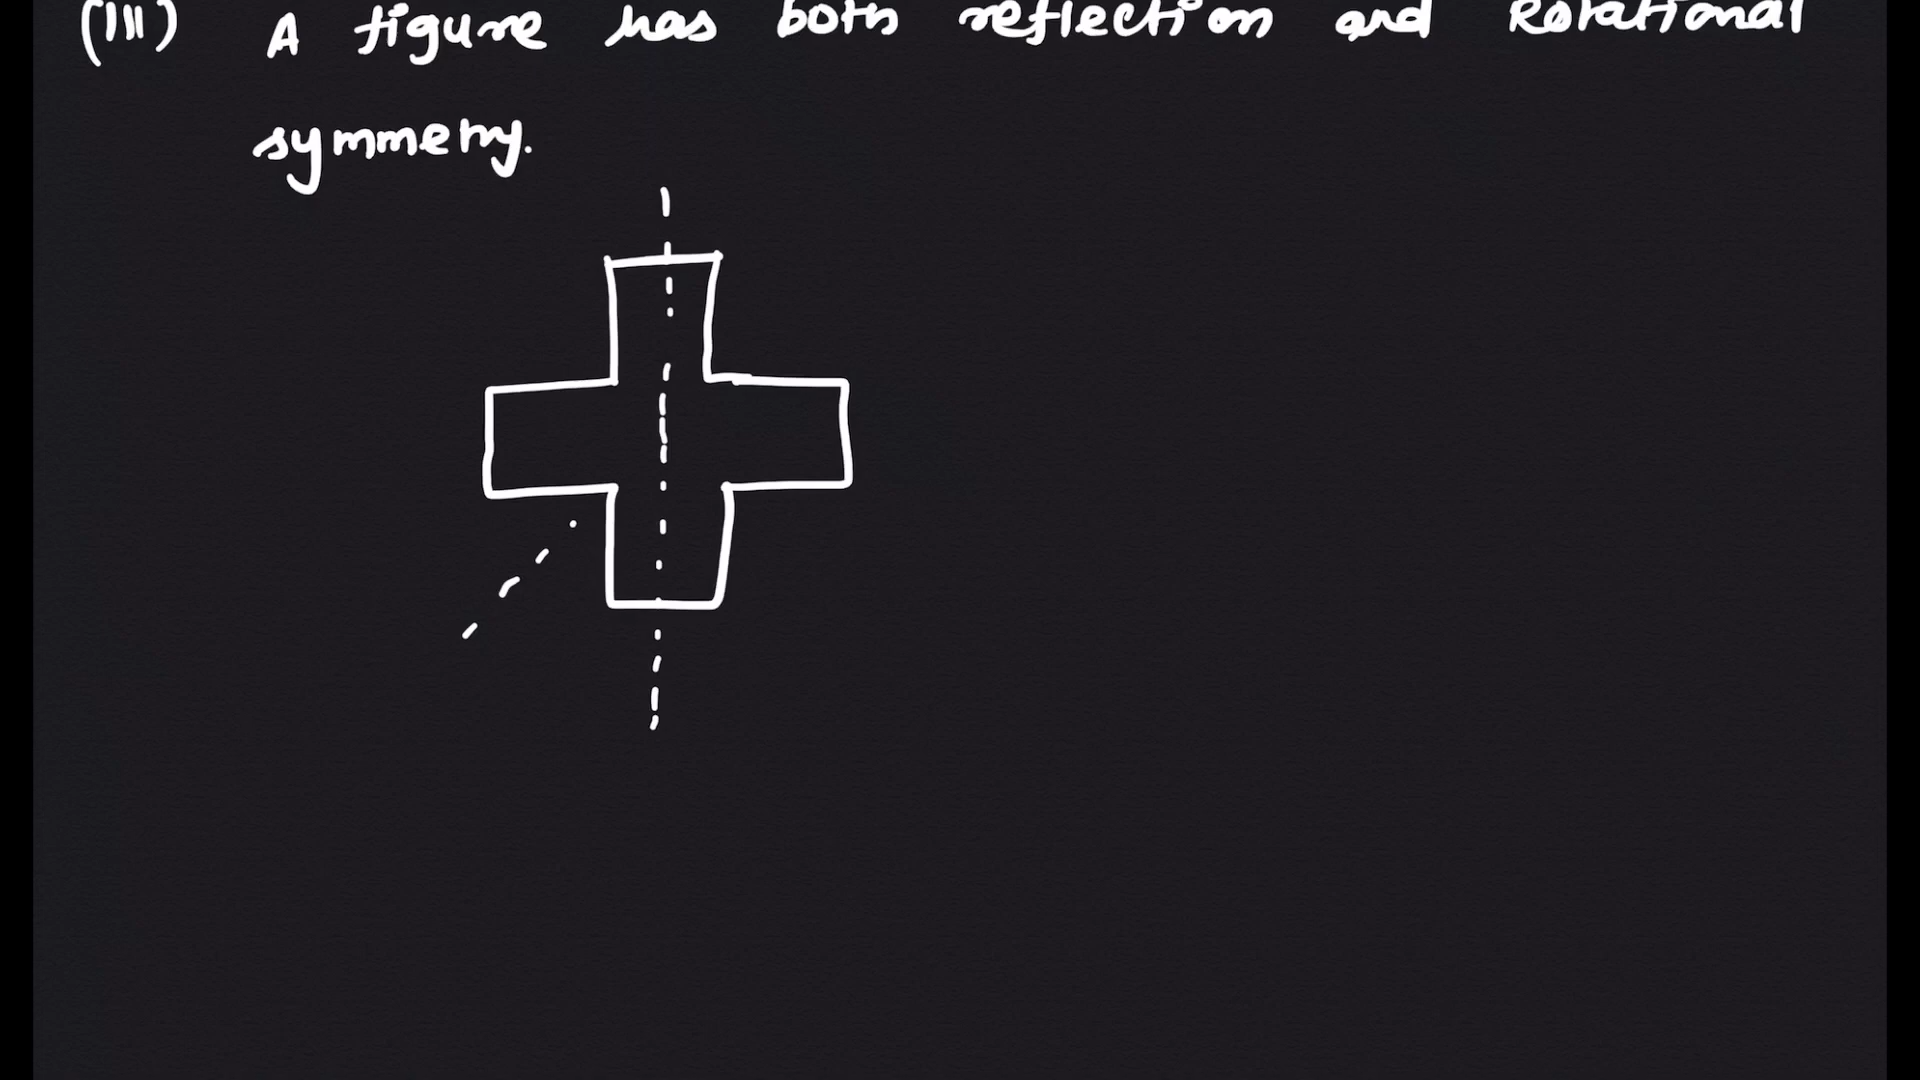 (III) A figure has both reflection and Rotational
symmetry.